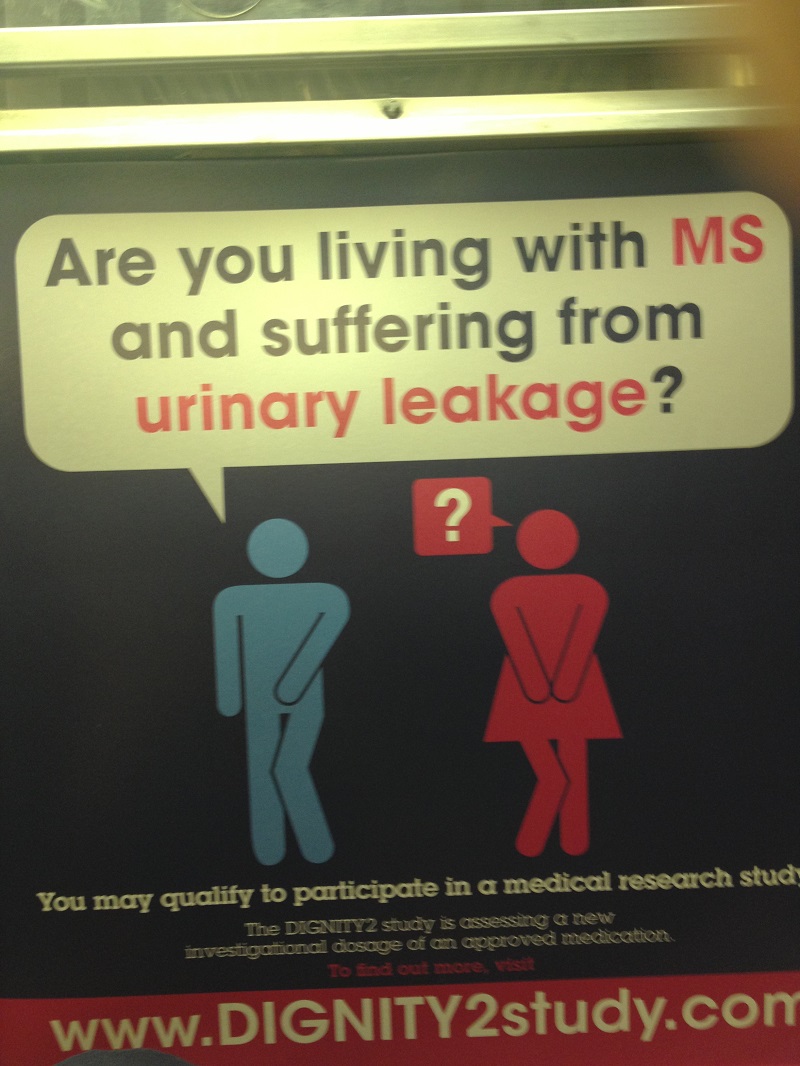 Are you living with MS
and suffering from
urinary leakage?
?
You may qualify to participate in a medical research study
The DIGNITY2 study is assessing a new
investigational dosage of an approved medication.
To find out more, visit
www.DIGNITY2study.com